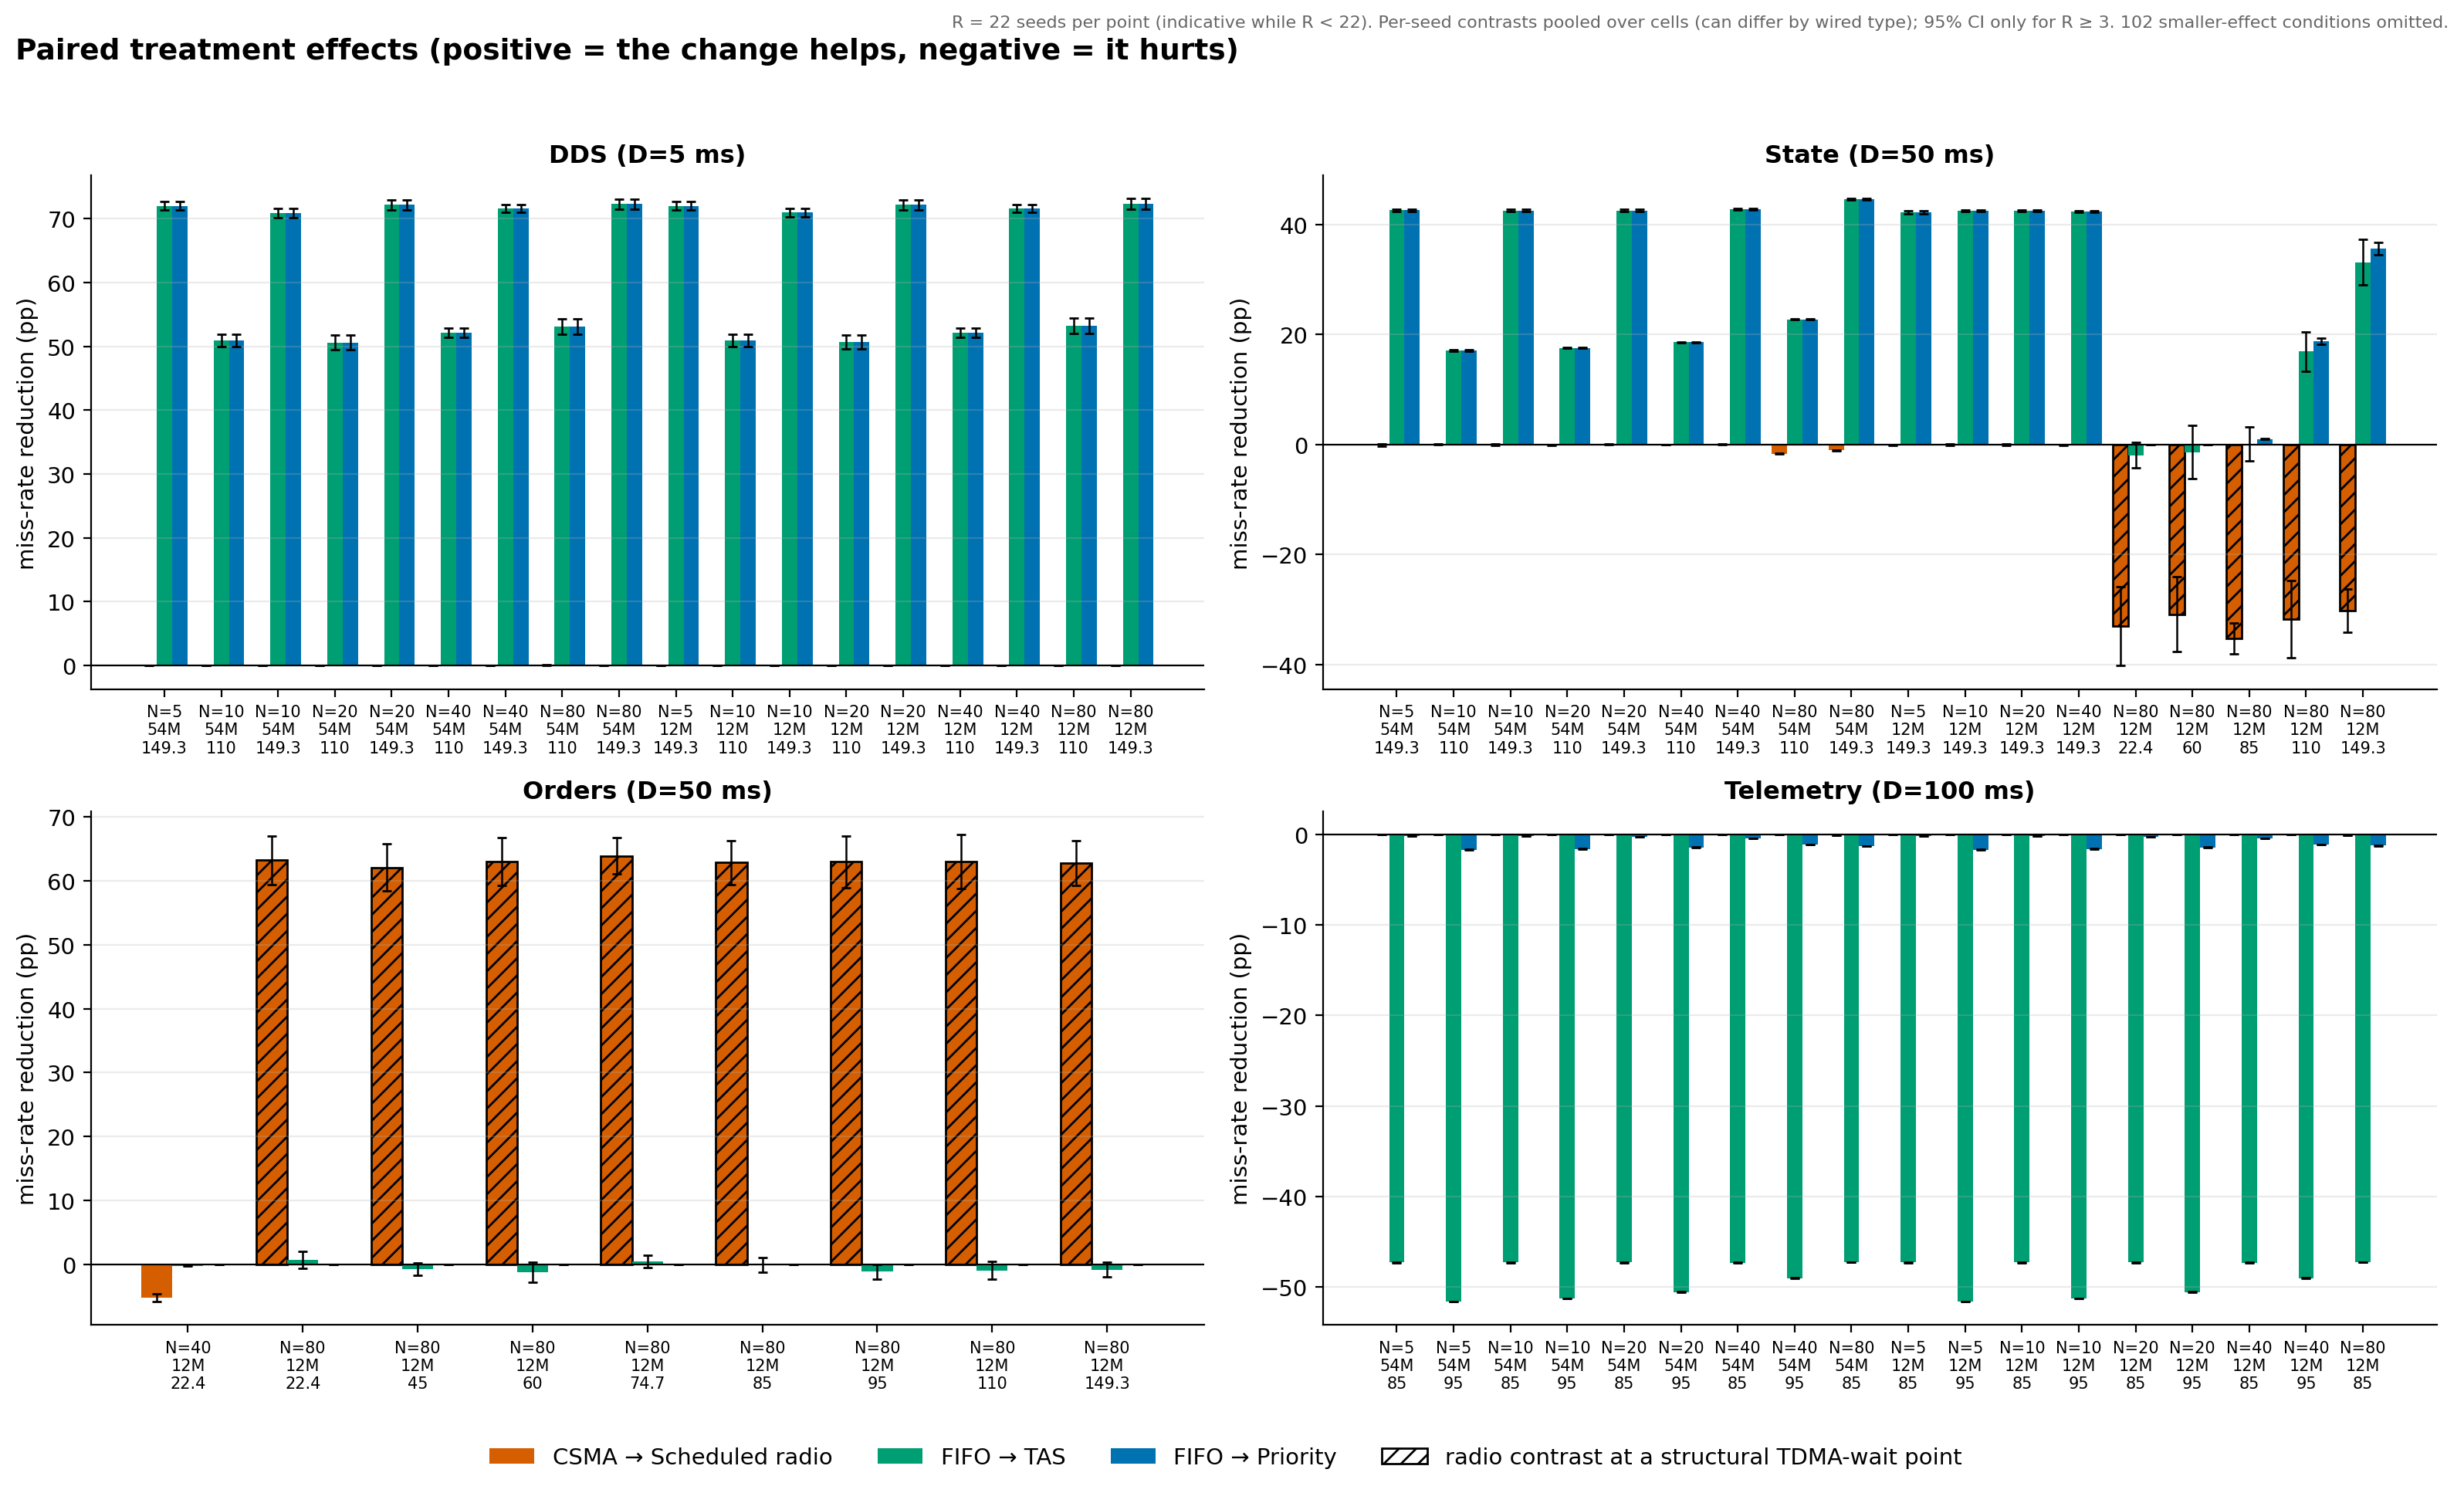 R = 22 seeds per point (indicative while R < 22). Per-seed contrasts pooled over cells (can differ by wired type); 95% CI only for R ≥ 3. 102 smaller-effect conditions omitted.
Paired treatment effects (positive = the change helps, negative = it hurts)
DDS (D=5 ms)
miss-rate reduction (pp)
70
60
50
40
30
20
10
0
N=5 N=10 N=10 N=20 N=20 N=40 N=40 N=80 N=80 N=5 N=10 N=10 N=20 N=20 N=40 N=40 N=80 N=80
54M 54M 54M 54M 54M 54M 54M 54M 54M 12M 12M 12M 12M 12M 12M 12M 12M 12M
149.3 110 149.3 110 149.3 110 149.3 110 149.3 149.3 110 149.3 110 149.3 110 149.3 110 149.3
State (D=50 ms)
miss-rate reduction (pp)
40
20
0
−20
−40
N=5 N=10 N=10 N=20 N=20 N=40 N=40 N=80 N=80 N=5 N=10 N=20 N=40 N=80 N=80 N=80 N=80 N=80
54M 54M 54M 54M 54M 54M 54M 54M 54M 12M 12M 12M 12M 12M 12M 12M 12M 12M
149.3 110 149.3 110 149.3 110 149.3 110 149.3 149.3 149.3 149.3 149.3 22.4 60 85 110 149.3
Orders (D=50 ms)
miss-rate reduction (pp)
70
60
50
40
30
20
10
0
N=40 N=80 N=80 N=80 N=80 N=80 N=80 N=80 N=80
12M 12M 12M 12M 12M 12M 12M 12M 12M
22.4 22.4 45 60 74.7 85 95 110 149.3
Telemetry (D=100 ms)
miss-rate reduction (pp)
0
−10
−20
−30
−40
−50
N=5 N=5 N=10 N=10 N=20 N=20 N=40 N=40 N=80 N=5 N=5 N=10 N=10 N=20 N=20 N=40 N=40 N=80
54M 54M 54M 54M 54M 54M 54M 54M 54M 12M 12M 12M 12M 12M 12M 12M 12M 12M
85 95 85 95 85 95 85 95 85 85 95 85 95 85 95 85 95 85
CSMA → Scheduled radio
FIFO → TAS
FIFO → Priority
radio contrast at a structural TDMA-wait point